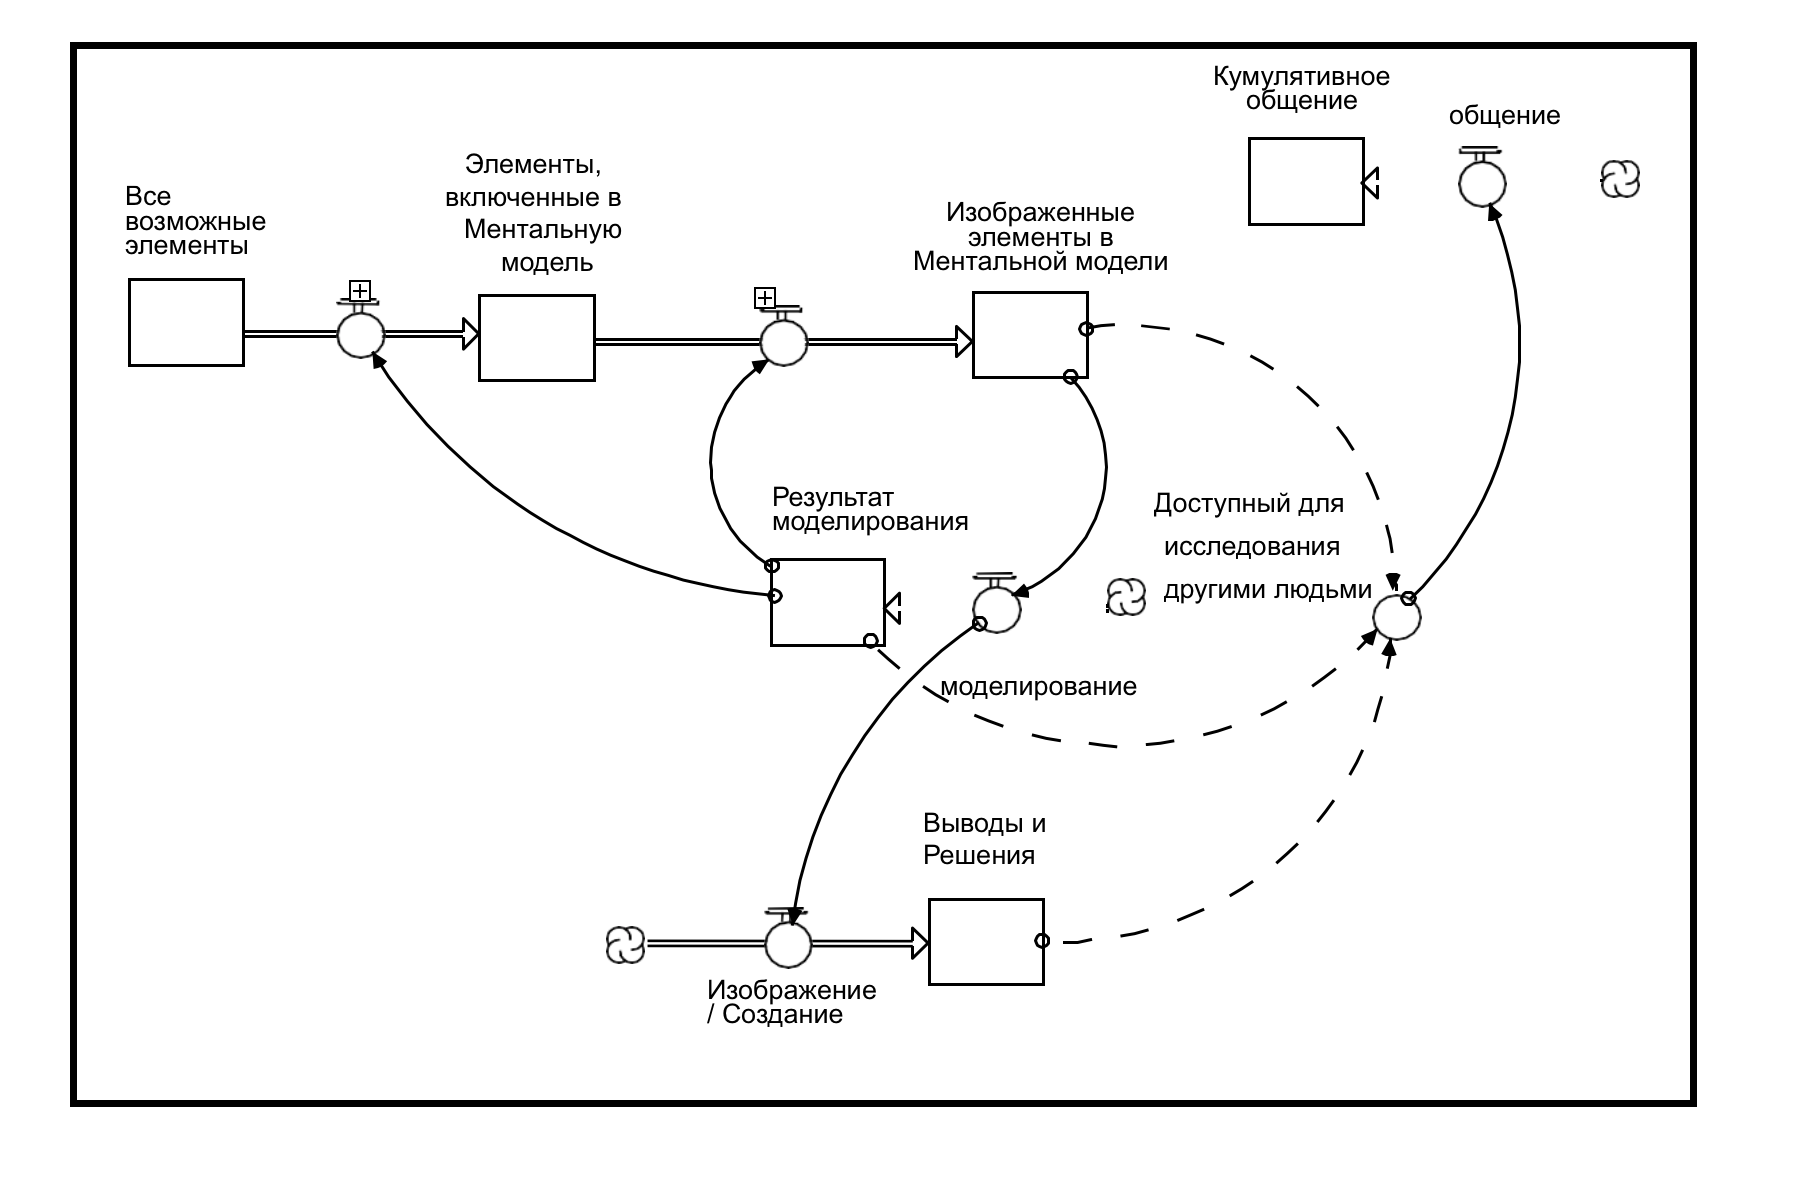 Кумулятивное
общение
общение
Элементы,
включенные в
Ментальную
модель
Все
возможные
элементы
Изображенные
элементы в
Ментальной модели
Результат
моделирования
Доступный для
исследования
другими людьми
моделирование
Выводы и
Решения
Изображение
/ Создание